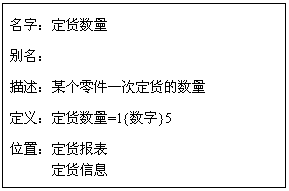 名字：定货数量
别名：
描述：某个零件一次定货的数量
定义：定货数量=1{数字}5
位置：定货报表
定货信息